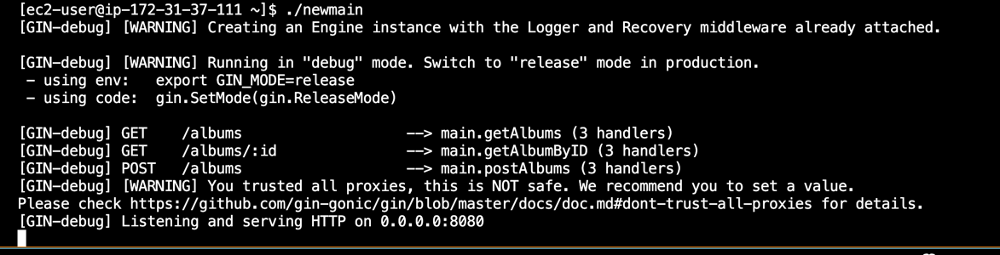 [ec2-user@ip-172-31-37-111 ~]$ ./newmain
[GIN-debug] [WARNING] Creating an Engine instance with the Logger and Recovery middleware already attached.
[GIN-debug] [WARNING] Running in "debug" mode. Switch to "release" mode in production.
- using env: export GIN_MODE=release
- using code: gin.SetMode(gin.ReleaseMode)
[GIN-debug] GET /albums --> main.getAlbums (3 handlers)
[GIN-debug] GET /albums/:id --> main.getAlbumByID (3 handlers)
[GIN-debug] POST /albums --> main.postAlbums (3 handlers)
[GIN-debug] [WARNING] You trusted all proxies, this is NOT safe. We recommend you to set a value.
Please check https://github.com/gin-gonic/gin/blob/master/docs/doc.md#dont-trust-all-proxies for details.
[GIN-debug] Listening and serving HTTP on 0.0.0.0:8080